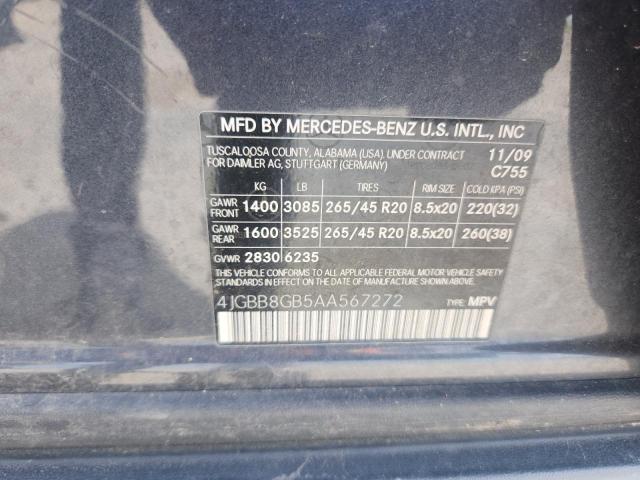 MFD BY MERCEDES-BENZ U.S. INTL., INC
TUSCALOOSA COUNTY, ALABAMA (USA), UNDER CONTRACT 11/09
FOR DAIMLER AG, STUTTGART (GERMANY) C755
KG LB TIRES RIM SIZE COLD KPA (PSI)
GAWR FRONT 1400 3085 265/45 R20 8.5x20 220(32)
GAWR REAR 1600 3525 265/45 R20 8.5x20 260(38)
GVWR 2830 6235
THIS VEHICLE CONFORMS TO ALL APPLICABLE FEDERAL MOTOR VEHICLE SAFETY
STANDARDS IN EFFECT ON THE DATE OF MANUFACTURE SHOWN ABOVE.
4JGBB8GB5AA567272 TYPE: MPV